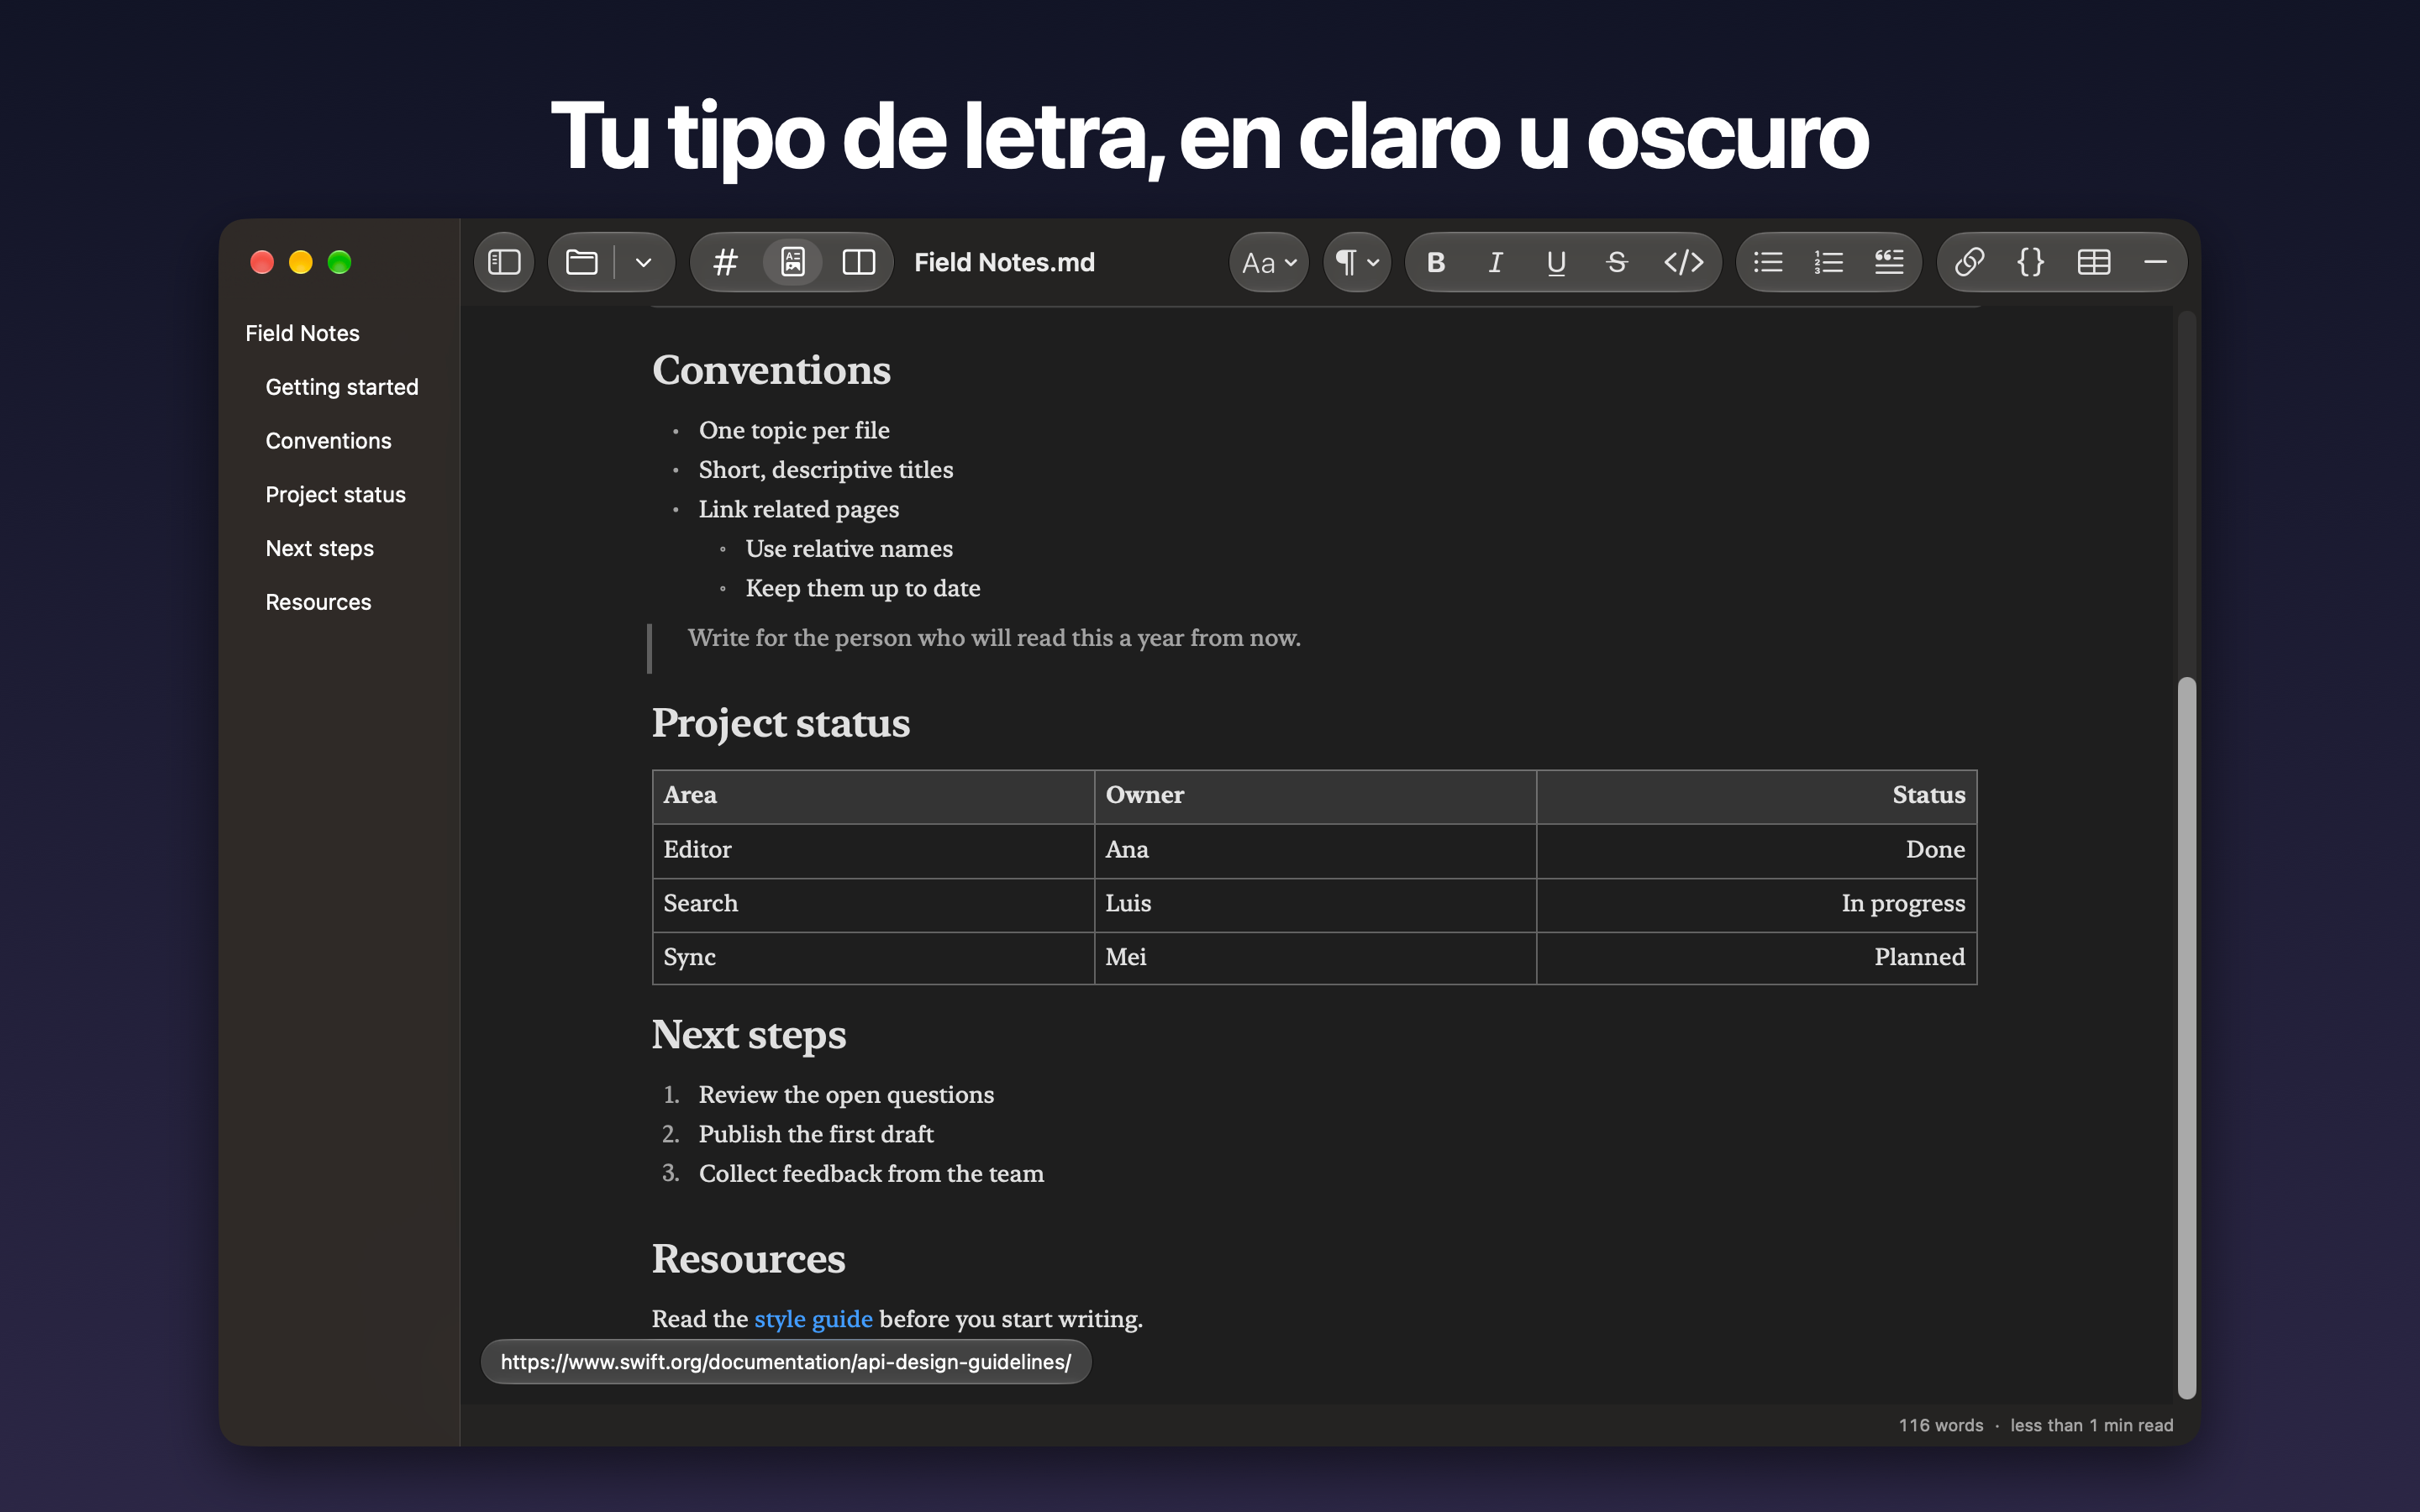 Tu tipo de letra, en claro u oscuro
Field Notes.md
Aa
B I U S </>
{}
Field Notes
Getting started
Conventions
Project status
Next steps
Resources
Conventions
• One topic per file
• Short, descriptive titles
• Link related pages
◦ Use relative names
◦ Keep them up to date
Write for the person who will read this a year from now.
Project status
Area Owner Status
Editor Ana Done
Search Luis In progress
Sync Mei Planned
Next steps
1. Review the open questions
2. Publish the first draft
3. Collect feedback from the team
Resources
Read the style guide before you start writing.
https://www.swift.org/documentation/api-design-guidelines/
116 words · less than 1 min read